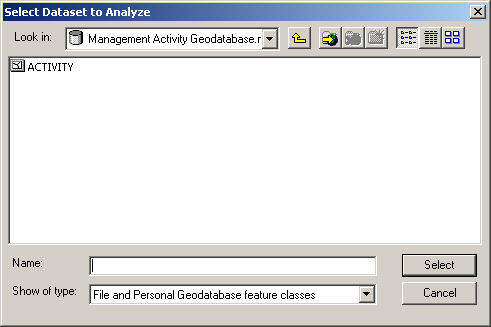 Select Dataset to Analyze
Look in: Management Activity Geodatabase.r
ACTIVITY
Name: Select
Show of type: File and Personal Geodatabase feature classes Cancel